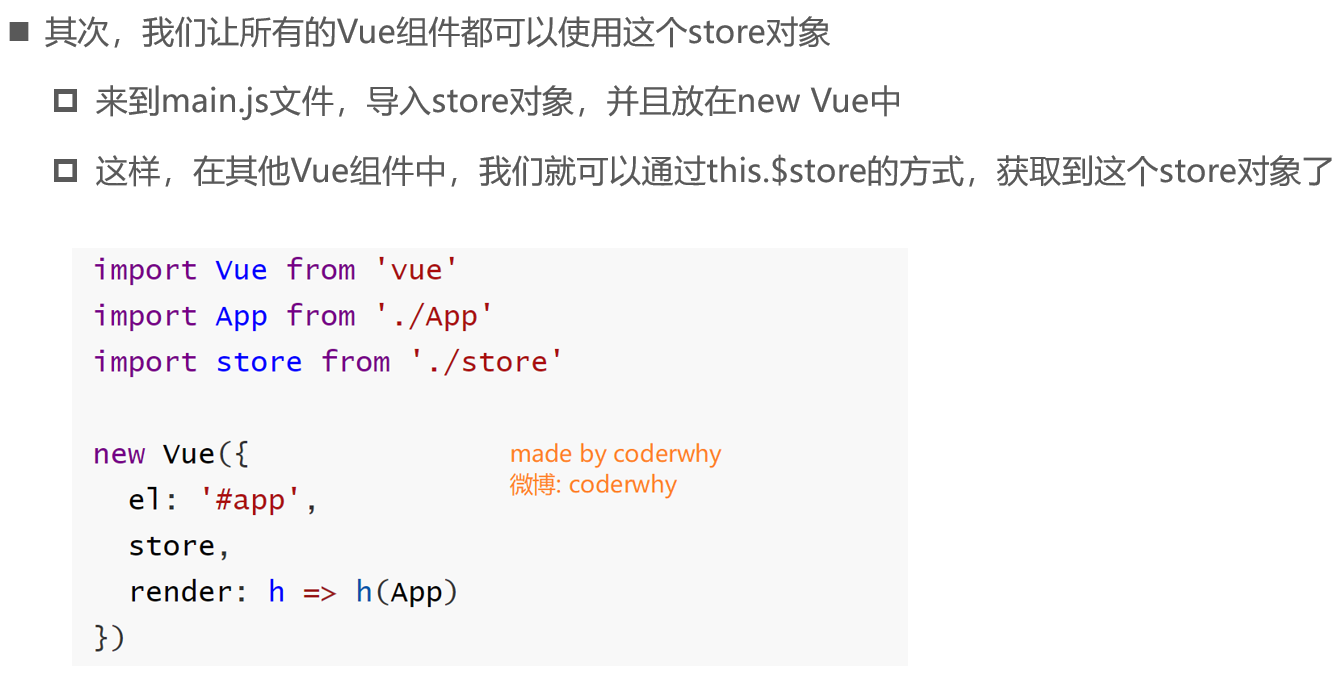 其次，我们让所有的Vue组件都可以使用这个store对象
来到main.js文件，导入store对象，并且放在new Vue中
这样，在其他Vue组件中，我们就可以通过this.$store的方式，获取到这个store对象了
import Vue from 'vue'
import App from './App'
import store from './store'
new Vue({
  el: '#app',
  store,
  render: h => h(App)
})
made by coderwhy
微博: coderwhy